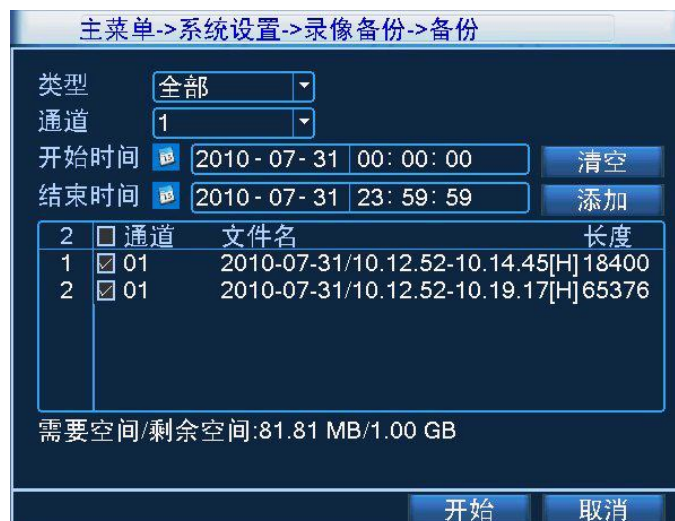 主菜单->系统设置->录像备份->备份
类型 全部
通道 1
开始时间 2010-07-31 00:00:00 清空
结束时间 2010-07-31 23:59:59 添加
2 通道 文件名 长度
1 01 2010-07-31/10.12.52-10.14.45[H]18400
2 01 2010-07-31/10.12.52-10.19.17[H]65376
需要空间/剩余空间:81.81 MB/1.00 GB
开始 取消